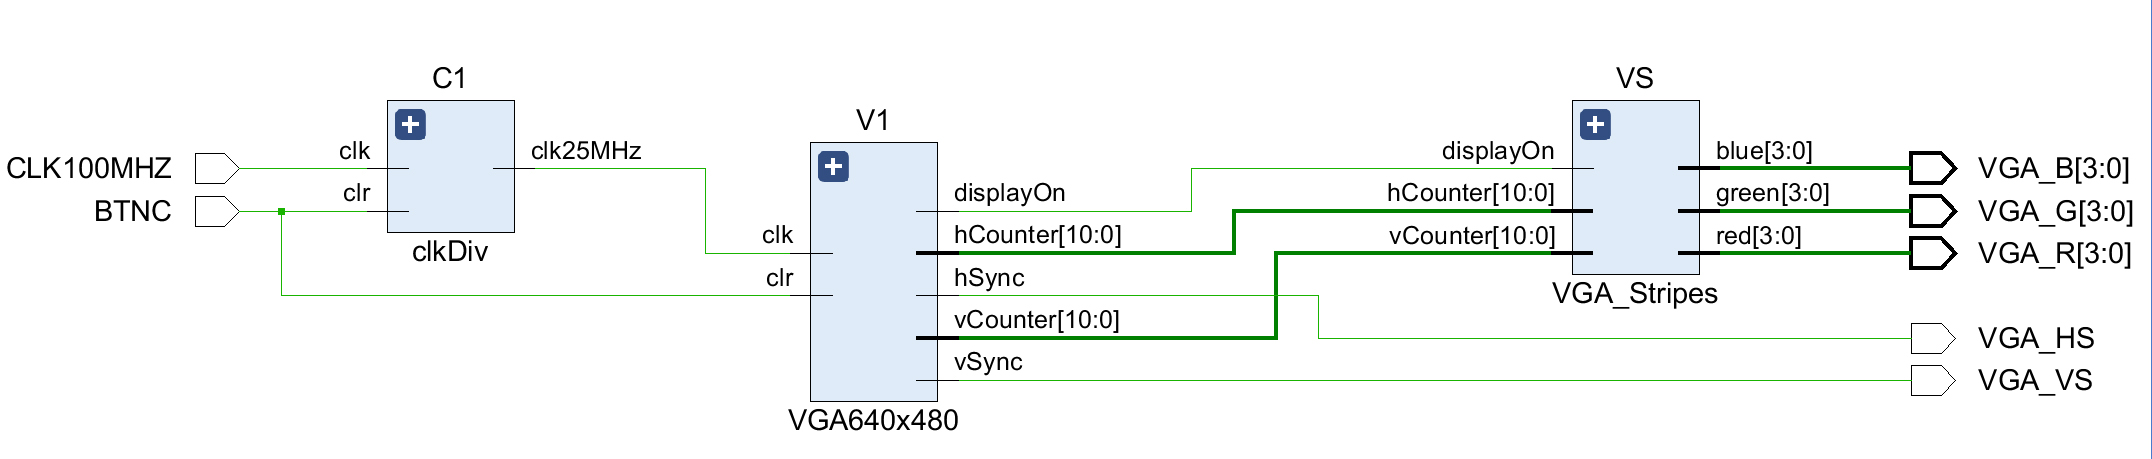 CLK100MHZ
BTNC
C1
clk
clr
clk25MHz
clkDiv
V1
clk
clr
displayOn
hCounter[10:0]
hSync
vCounter[10:0]
vSync
VGA640x480
VS
displayOn
hCounter[10:0]
vCounter[10:0]
blue[3:0]
green[3:0]
red[3:0]
VGA_Stripes
VGA_B[3:0]
VGA_G[3:0]
VGA_R[3:0]
VGA_HS
VGA_VS